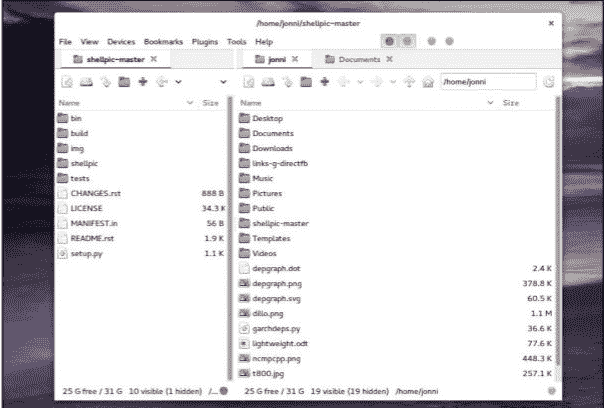 /home/jonni/shellpic-master
File View Devices Bookmarks Plugins Tools Help
shellpic-master
jonni
Documents
/home/jonni
Name Size
bin
build
img
shellpic
tests
CHANGES.rst 888 B
LICENSE 34.3 K
MANIFEST.in 56 B
README.rst 1.9 K
setup.py 1.1 K
25 G free / 31 G 10 visible (1 hidden) /...
Name Size
Desktop
Documents
Downloads
links-g-directfb
Music
Pictures
Public
shellpic-master
Templates
Videos
depgraph.dot 2.4 K
depgraph.png 378.8 K
depgraph.svg 60.5 K
dillo.png 1.1 M
garchdeps.py 36.6 K
lightweight.odt 77.6 K
ncmpcpp.png 448.3 K
t800.jpg 257.1 K
25 G free / 31 G 19 visible (19 hidden) /home/jonni